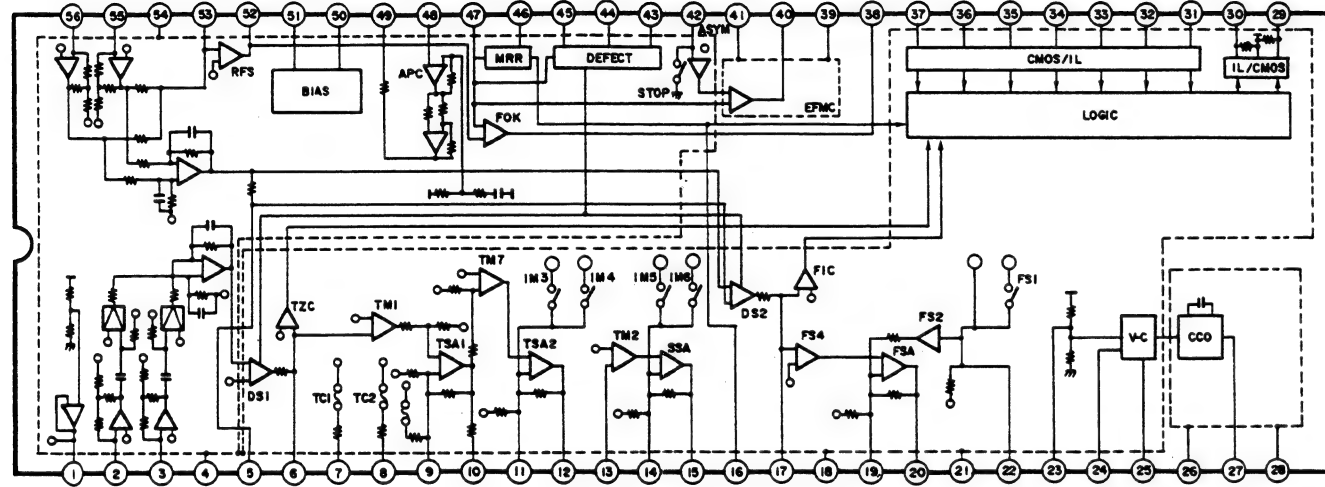 56 55 54 53 52 51 50 49 48 47 46 45 44 43 42 41 40 39 38 37 36 35 34 33 32 31 30 29
ASYM
RFS
MRR
DEFECT
CMOS/IL
IL/CMOS
APC
BIAS
STOP
EFMC
FOK
LOGIC
TM7
IM3
IM4
IM5
IM6
FIC
FS1
TZC
TM1
DS2
FS2
TSA1
TSA2
TM2
SSA
FS4
FSA
V-C
CCO
DS1
TC1
TC2
1 2 3 4 5 6 7 8 9 10 11 12 13 14 15 16 17 18 19 20 21 22 23 24 25 26 27 28